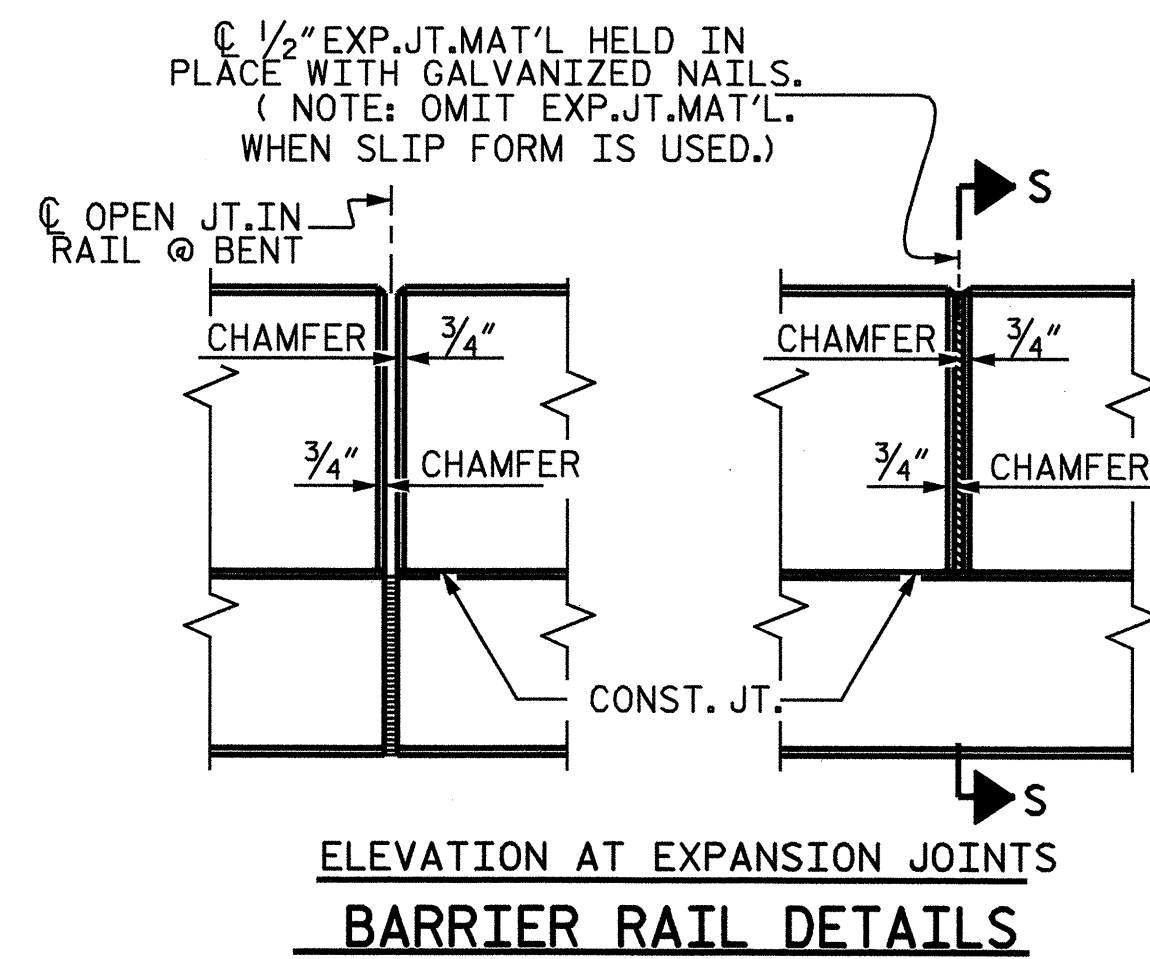 ℄ 1/2" EXP.JT.MAT'L HELD IN
PLACE WITH GALVANIZED NAILS.
( NOTE: OMIT EXP.JT.MAT'L.
WHEN SLIP FORM IS USED.)
S
℄ OPEN JT.IN
RAIL @ BENT
CHAMFER 3/4"
CHAMFER 3/4"
3/4" CHAMFER
3/4" CHAMFER
CONST. JT.
S
ELEVATION AT EXPANSION JOINTS
BARRIER RAIL DETAILS